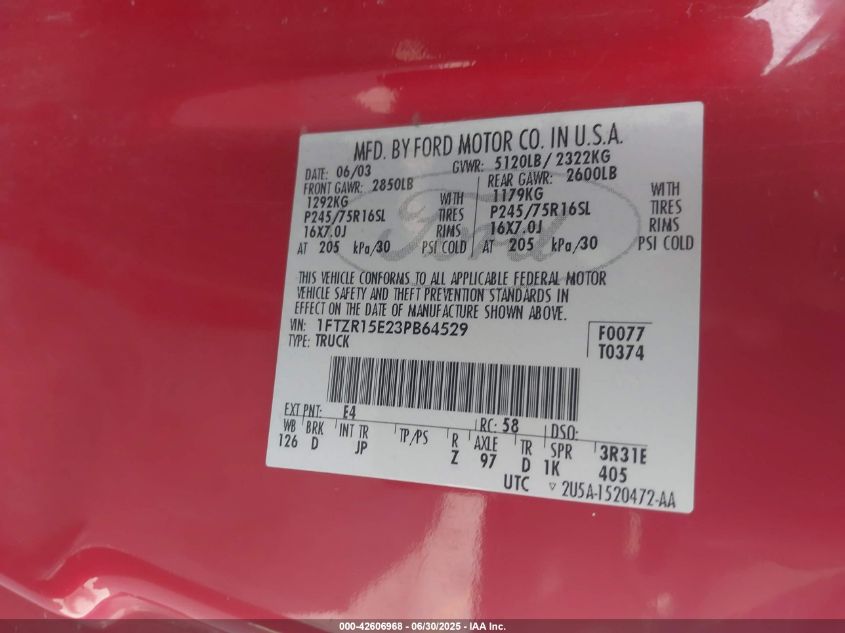 MFD. BY FORD MOTOR CO. IN U.S.A.
DATE: 06/03 GVWR: 5120LB/ 2322KG
FRONT GAWR: 2850LB REAR GAWR: 2600LB
1292KG WITH 1179KG WITH
P245/75R16SL TIRES P245/75R16SL TIRES
16X7.0J RIMS 16X7.0J RIMS
AT 205 kPa/30 PSI COLD AT 205 kPa/30 PSI COLD
Ford
THIS VEHICLE CONFORMS TO ALL APPLICABLE FEDERAL MOTOR
VEHICLE SAFETY AND THEFT PREVENTION STANDARDS IN
EFFECT ON THE DATE OF MANUFACTURE SHOWN ABOVE.
VIN: 1FTZR15E23PB64529 F0077
TYPE: TRUCK T0374
EXT PNT: E4 RC: 58 DSO:
WB BRK INT TR TP/PS R AXLE TR SPR 3R31E
126 D JP Z 97 D 1K 405
UTC ▽ 2U5A-1520472-AA
000-42606968 - 06/30/2025 - IAA Inc.